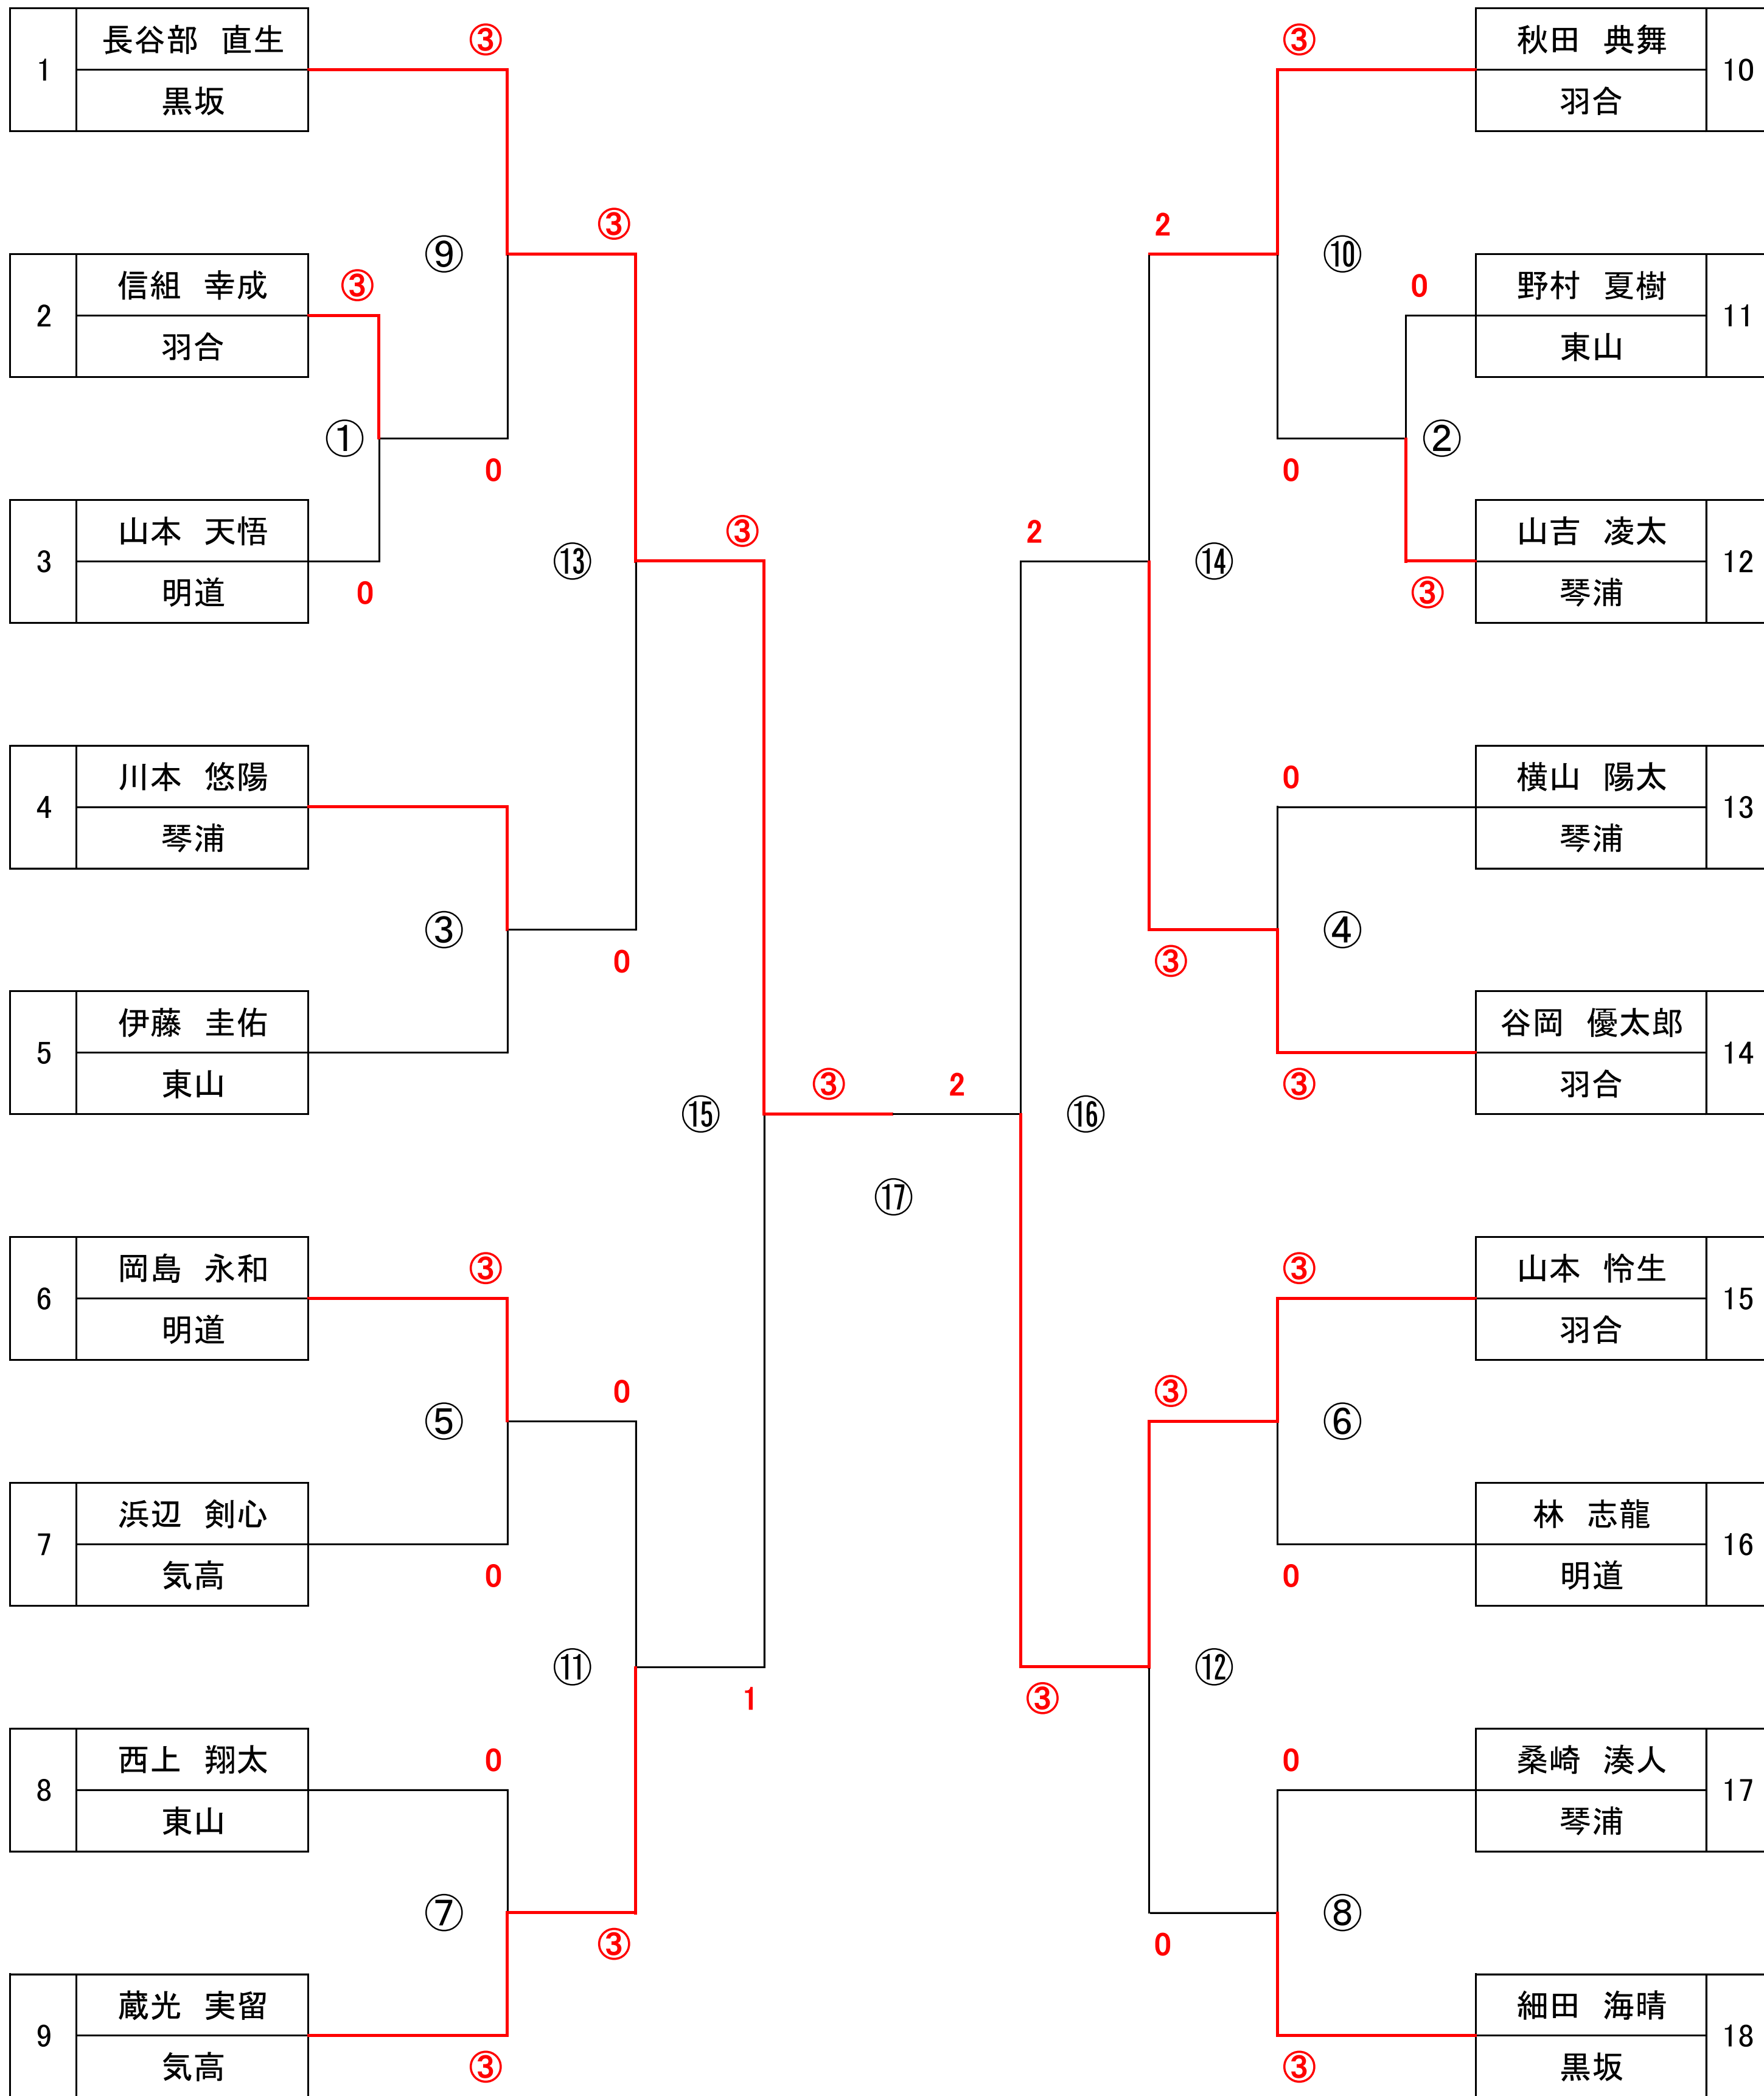 長谷部 直生 ③ ③ 秋田 典舞
1 10
黒坂 羽合
③ 2
⑨ ⑩
信組 幸成 ③ 0 野村 夏樹
2 11
羽合 東山
① ②
0 0
山本 天悟 ③ 2 山吉 凌太
3 ⑬ ⑭ 12
明道 0 ③ 琴浦
川本 悠陽 0 横山 陽太
4 13
琴浦 琴浦
③ ④
0 ③
伊藤 圭佑 谷岡 優太郎
5 14
東山 ③ 2 ③ 羽合
⑮ ⑯
⑰
岡島 永和 ③ ③ 山本 怜生
6 15
明道 羽合
0 ③
⑤ ⑥
浜辺 剣心 林 志龍
7 16
気高 0 0 明道
⑪ ⑫
1 ③
西上 翔太 0 0 桑崎 湊人
8 17
東山 琴浦
⑦ ⑧
③ 0
蔵光 実留 細田 海晴
9 18
気高 ③ ③ 黒坂